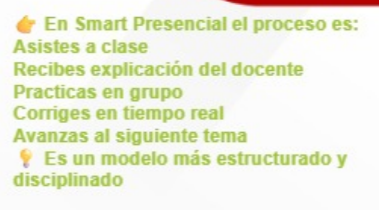 👉 En Smart Presencial el proceso es:
Asistes a clase
Recibes explicación del docente
Practicas en grupo
Corriges en tiempo real
Avanzas al siguiente tema
💡 Es un modelo más estructurado y
disciplinado